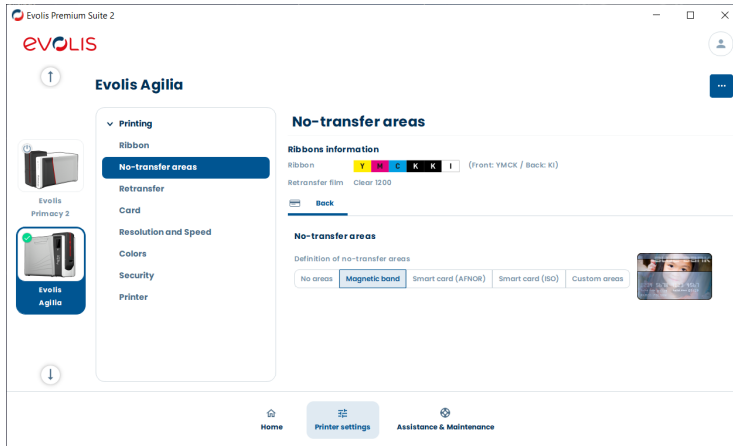 Evolis Premium Suite 2
evolis
Evolis Agilia
Printing
Ribbon
No-transfer areas
Retransfer
Card
Resolution and Speed
Colors
Security
Printer
Evolis
Primacy 2
Evolis
Agilia
No-transfer areas
Ribbons information
Ribbon Y M C K K I (Front: YMCK / Back: KI)
Retransfer film Clear 1200
Back
No-transfer areas
Definition of no-transfer areas
No areas Magnetic band Smart card (AFNOR) Smart card (ISO) Custom areas
Home Printer settings Assistance & Maintenance